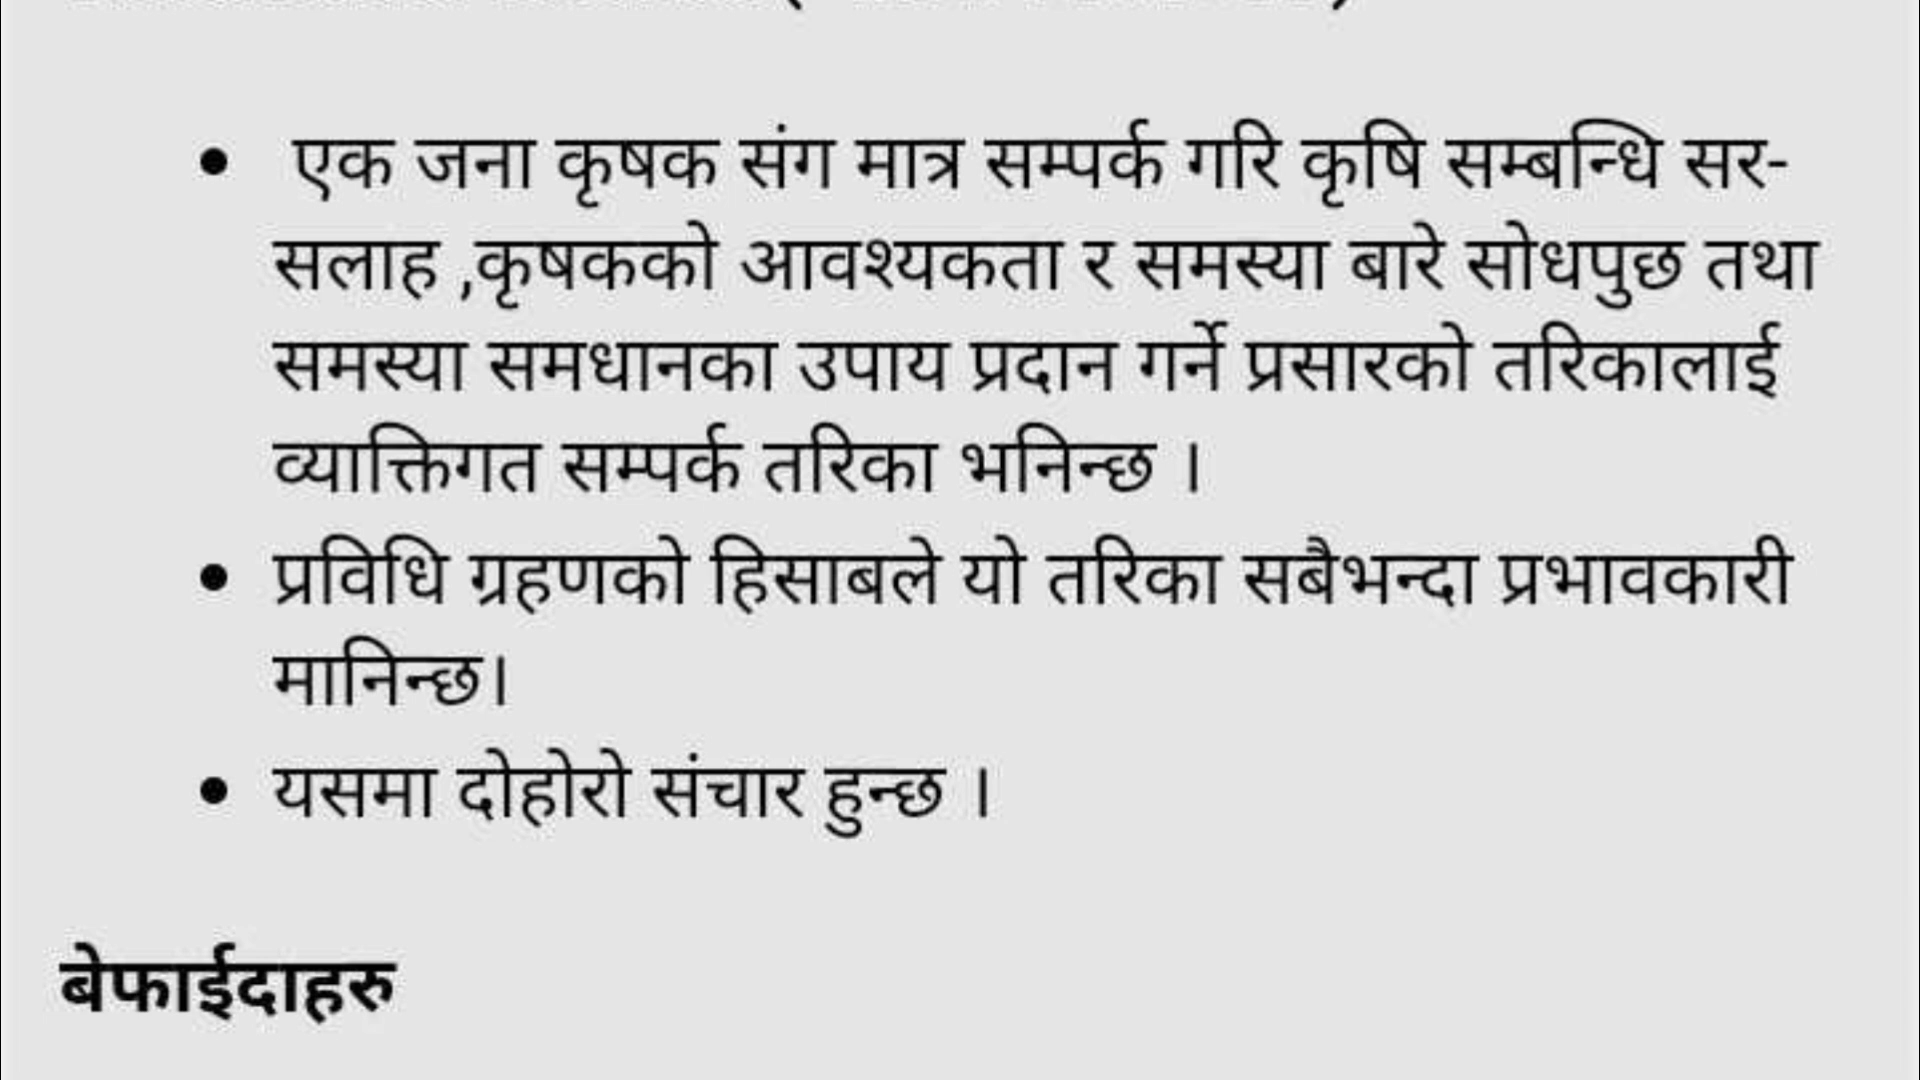 • एक जना कृषक संग मात्र सम्पर्क गरि कृषि सम्बन्धि सर-
सलाह ,कृषकको आवश्यकता र समस्या बारे सोधपुछ तथा
समस्या समधानका उपाय प्रदान गर्ने प्रसारको तरिकालाई
व्याक्तिगत सम्पर्क तरिका भनिन्छ ।
• प्रविधि ग्रहणको हिसाबले यो तरिका सबैभन्दा प्रभावकारी
मानिन्छ।
• यसमा दोहोरो संचार हुन्छ ।
बेफाईदाहरु